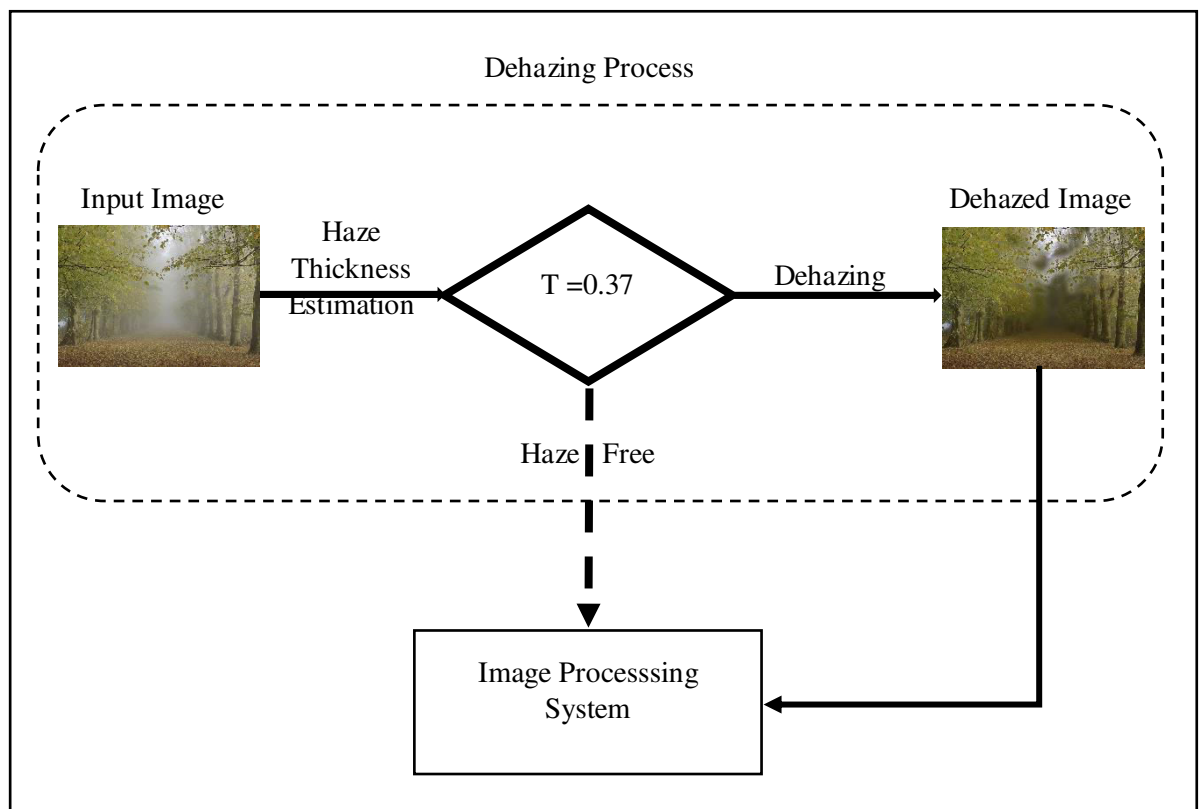 Dehazing Process
Input Image
Haze
Thickness
Estimation
T =0.37
Dehazing
Dehazed Image
Haze Free
Image Processsing
System